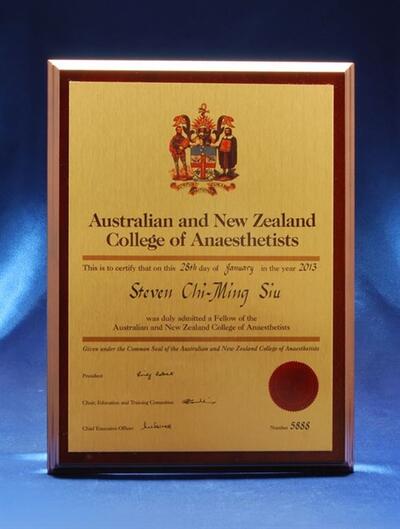 Australian and New Zealand
College of Anaesthetists
This is to certify that on this 28th day of January in the year 2013
Steven Chi-Ming Siu
was duly admitted a Fellow of the
Australian and New Zealand College of Anaesthetists
Given under the Common Seal of the Australian and New Zealand College of Anaesthetists
President
Chair, Education and Training Committee
Chief Executive Officer
Number 5888